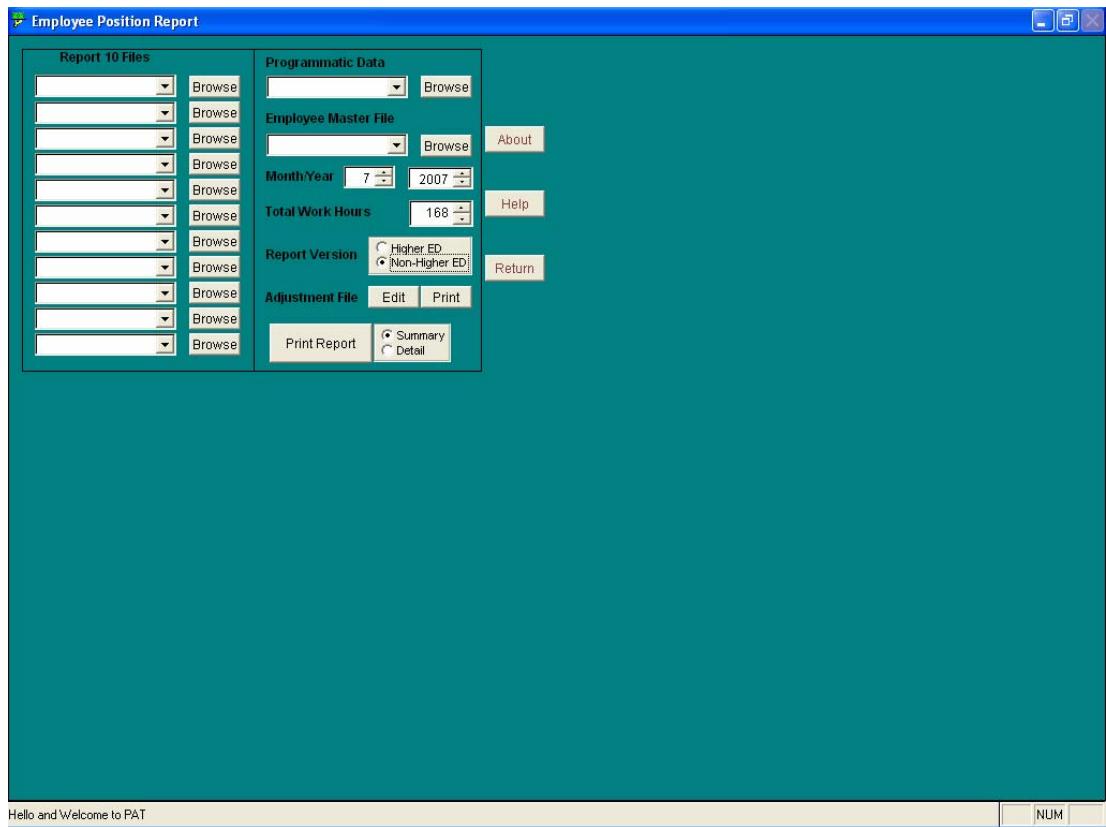 Employee Position Report
Report 10 Files
Browse
Browse
Browse
Browse
Browse
Browse
Browse
Browse
Browse
Browse
Browse
Programmatic Data
Browse
Employee Master File
Browse
Month/Year 7 2007
Total Work Hours 168
Report Version
Higher ED
Non-Higher ED
Adjustment File Edit Print
Print Report
Summary
Detail
About
Help
Return
Hello and Welcome to PAT
NUM